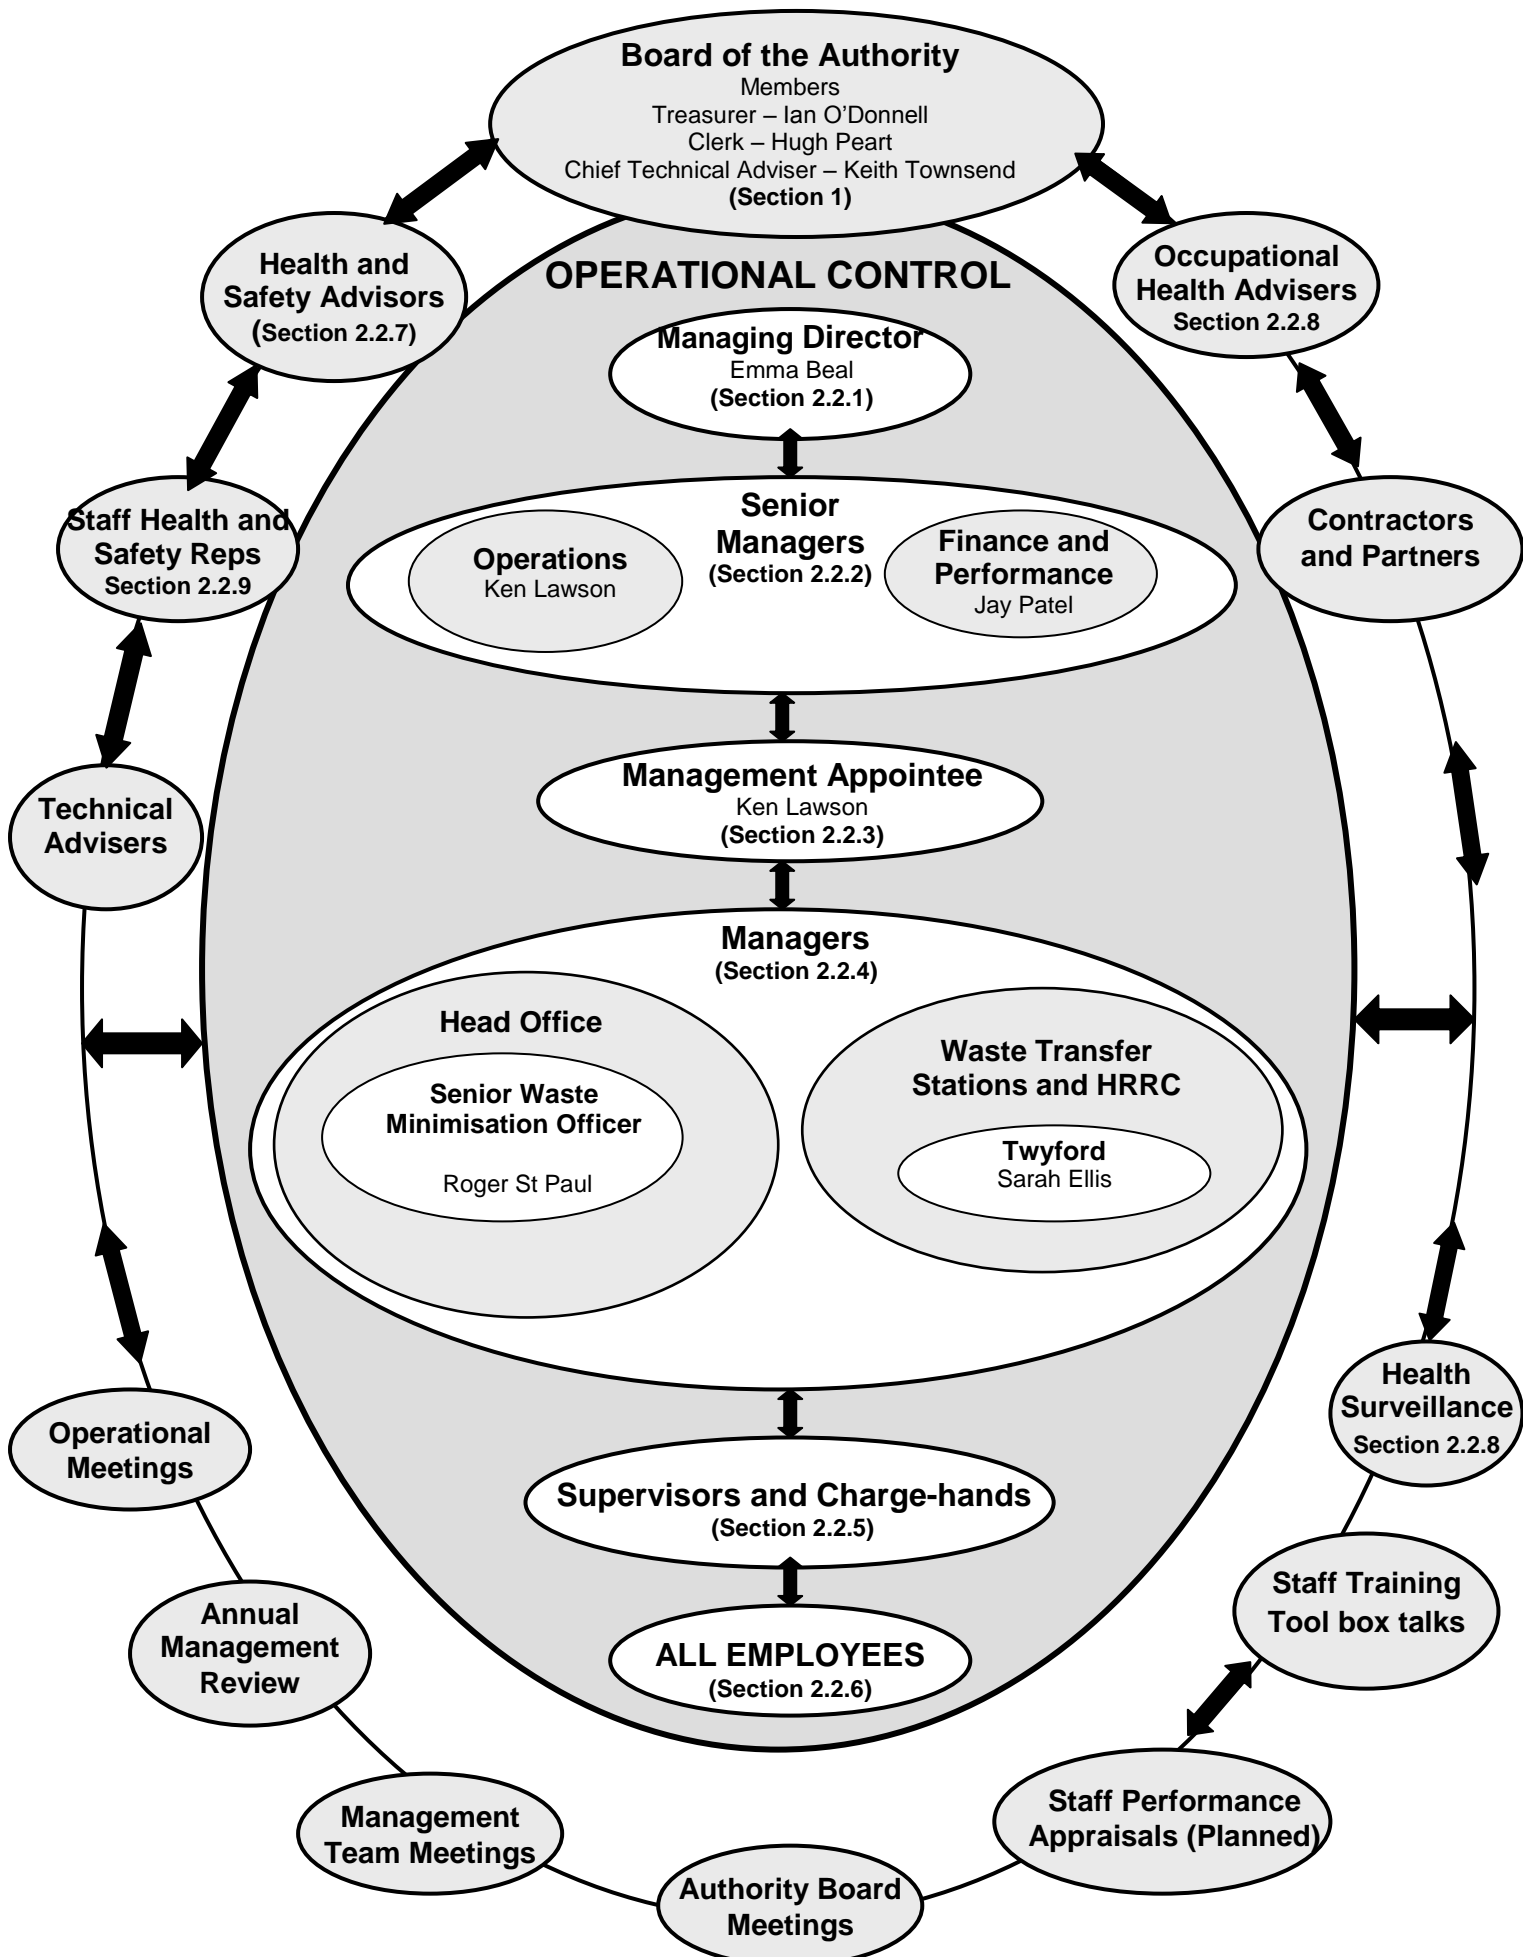 Board of the Authority
Members
Treasurer – Ian O’Donnell
Clerk – Hugh Peart
Chief Technical Adviser – Keith Townsend
(Section 1)
Health and
Safety Advisors
(Section 2.2.7)
OPERATIONAL CONTROL
Occupational
Health Advisers
Section 2.2.8
Managing Director
Emma Beal
(Section 2.2.1)
Staff Health and
Safety Reps
Section 2.2.9
Senior
Managers
(Section 2.2.2)
Operations
Ken Lawson
Finance and
Performance
Jay Patel
Contractors
and Partners
Technical
Advisers
Management Appointee
Ken Lawson
(Section 2.2.3)
Managers
(Section 2.2.4)
Head Office
Senior Waste
Minimisation Officer
Roger St Paul
Waste Transfer
Stations and HRRC
Twyford
Sarah Ellis
Operational
Meetings
Health
Surveillance
Section 2.2.8
Supervisors and Charge-hands
(Section 2.2.5)
Annual
Management
Review
Staff Training
Tool box talks
ALL EMPLOYEES
(Section 2.2.6)
Management
Team Meetings
Staff Performance
Appraisals (Planned)
Authority Board
Meetings